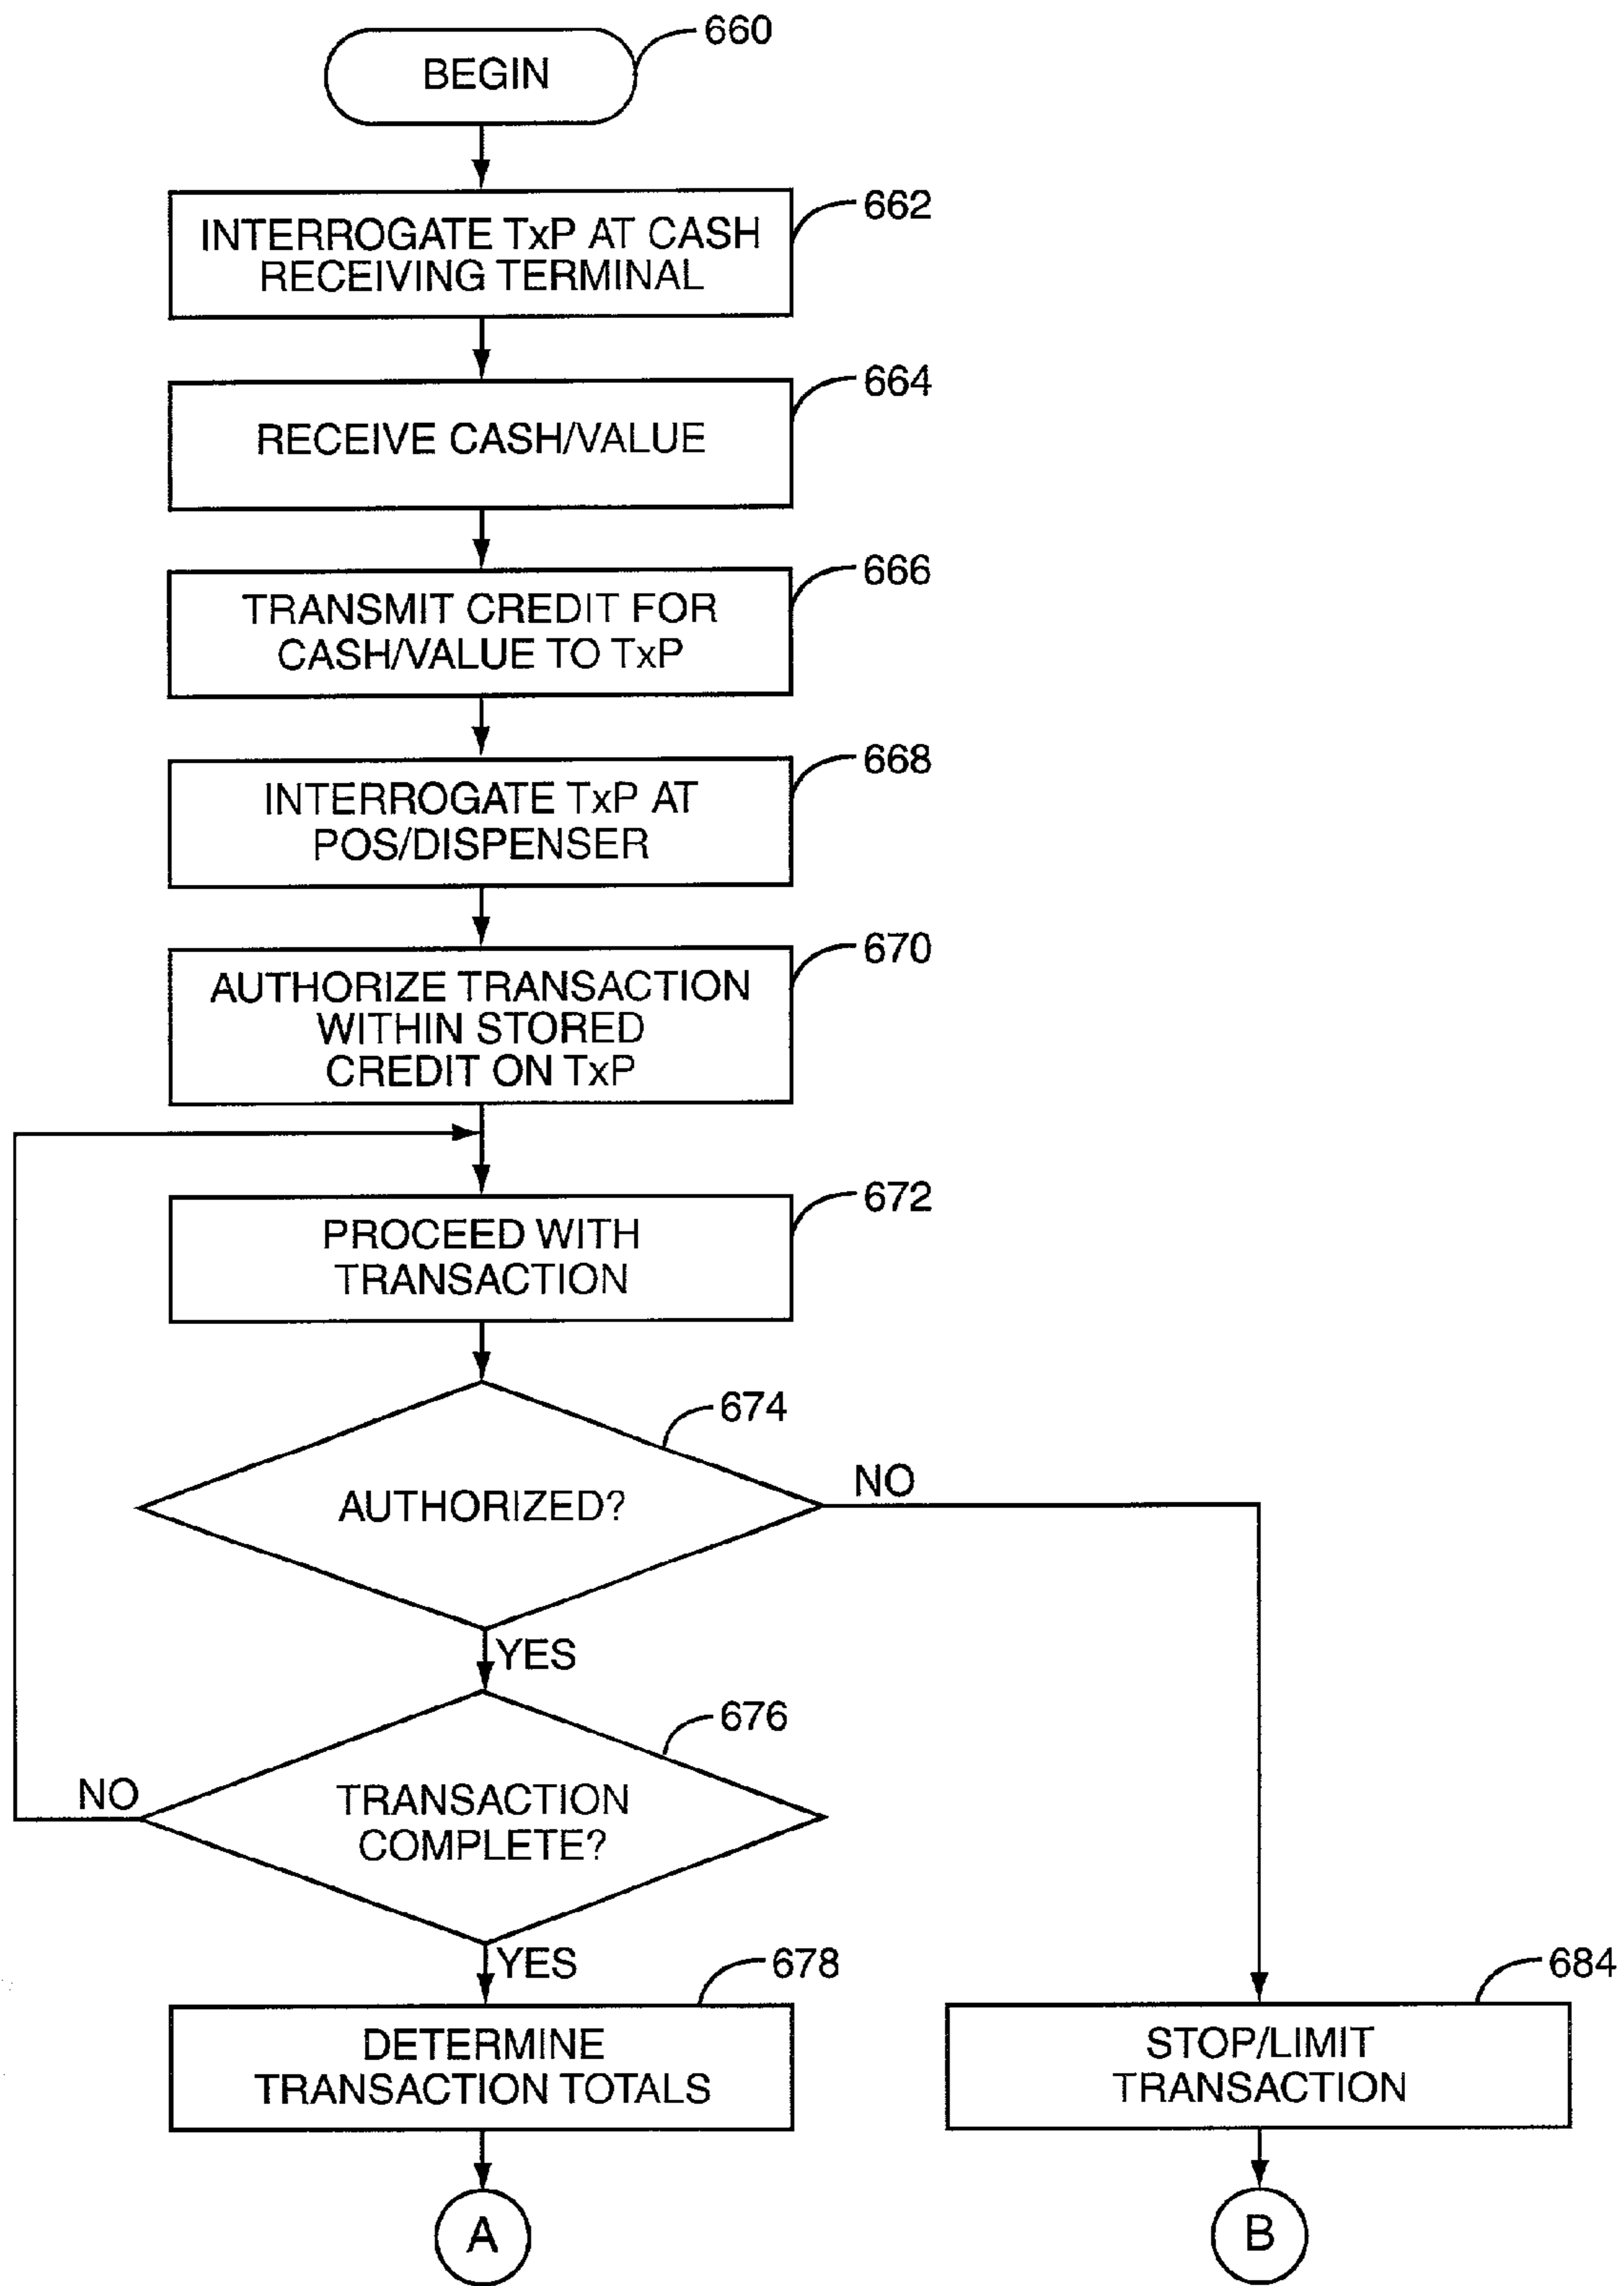 660
BEGIN
662
INTERROGATE TxP AT CASH
RECEIVING TERMINAL
664
RECEIVE CASH/VALUE
666
TRANSMIT CREDIT FOR
CASH/VALUE TO TxP
668
INTERROGATE TxP AT
POS/DISPENSER
670
AUTHORIZE TRANSACTION
WITHIN STORED
CREDIT ON TxP
672
PROCEED WITH
TRANSACTION
674
AUTHORIZED?
NO
YES
676
TRANSACTION
COMPLETE?
NO
YES
678
DETERMINE
TRANSACTION TOTALS
684
STOP/LIMIT
TRANSACTION
A
B